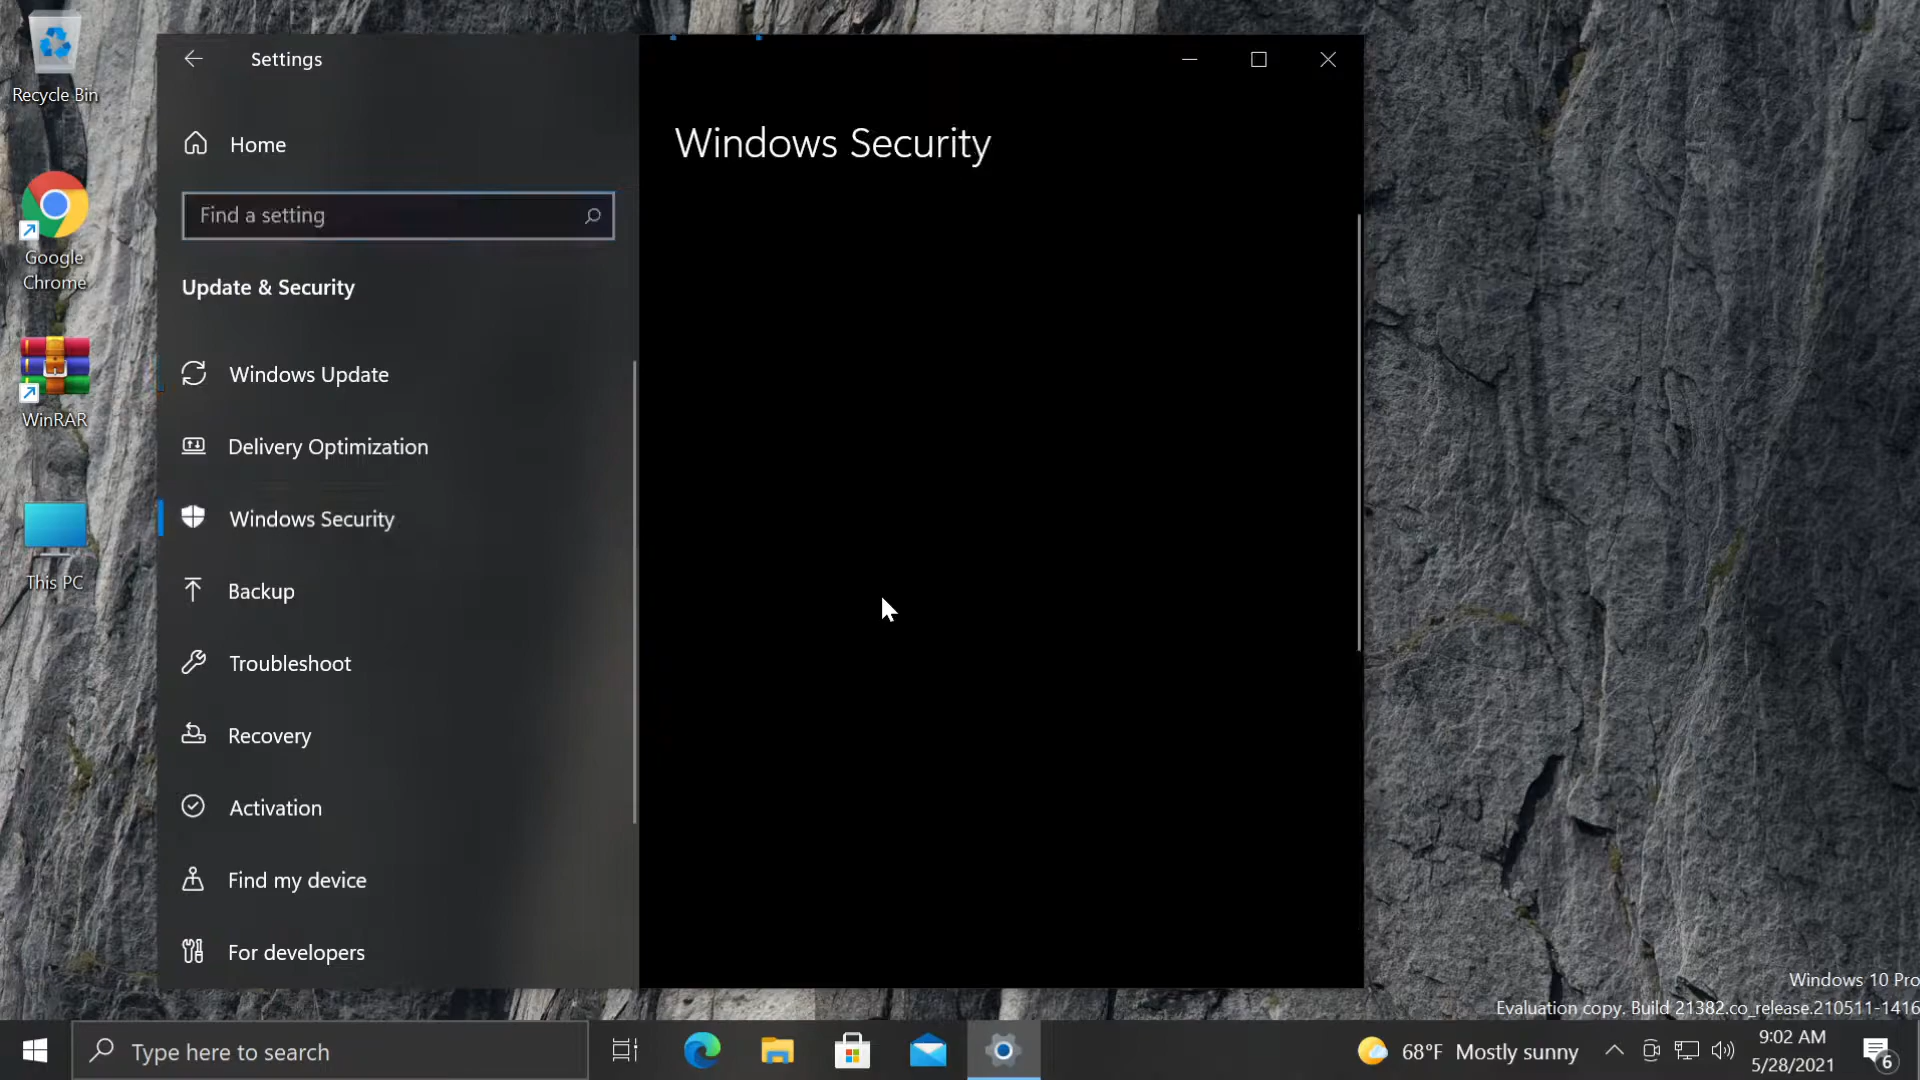 Recycle Bin
Google
Chrome
WinRAR
This PC
Settings
Home
Find a setting
Update & Security
Windows Update
Delivery Optimization
Windows Security
Backup
Troubleshoot
Recovery
Activation
Find my device
For developers
Windows Security
Windows 10 Pro
Evaluation copy. Build 21382.co_release.210511-1416
Type here to search
68°F Mostly sunny
9:02 AM
5/28/2021
6